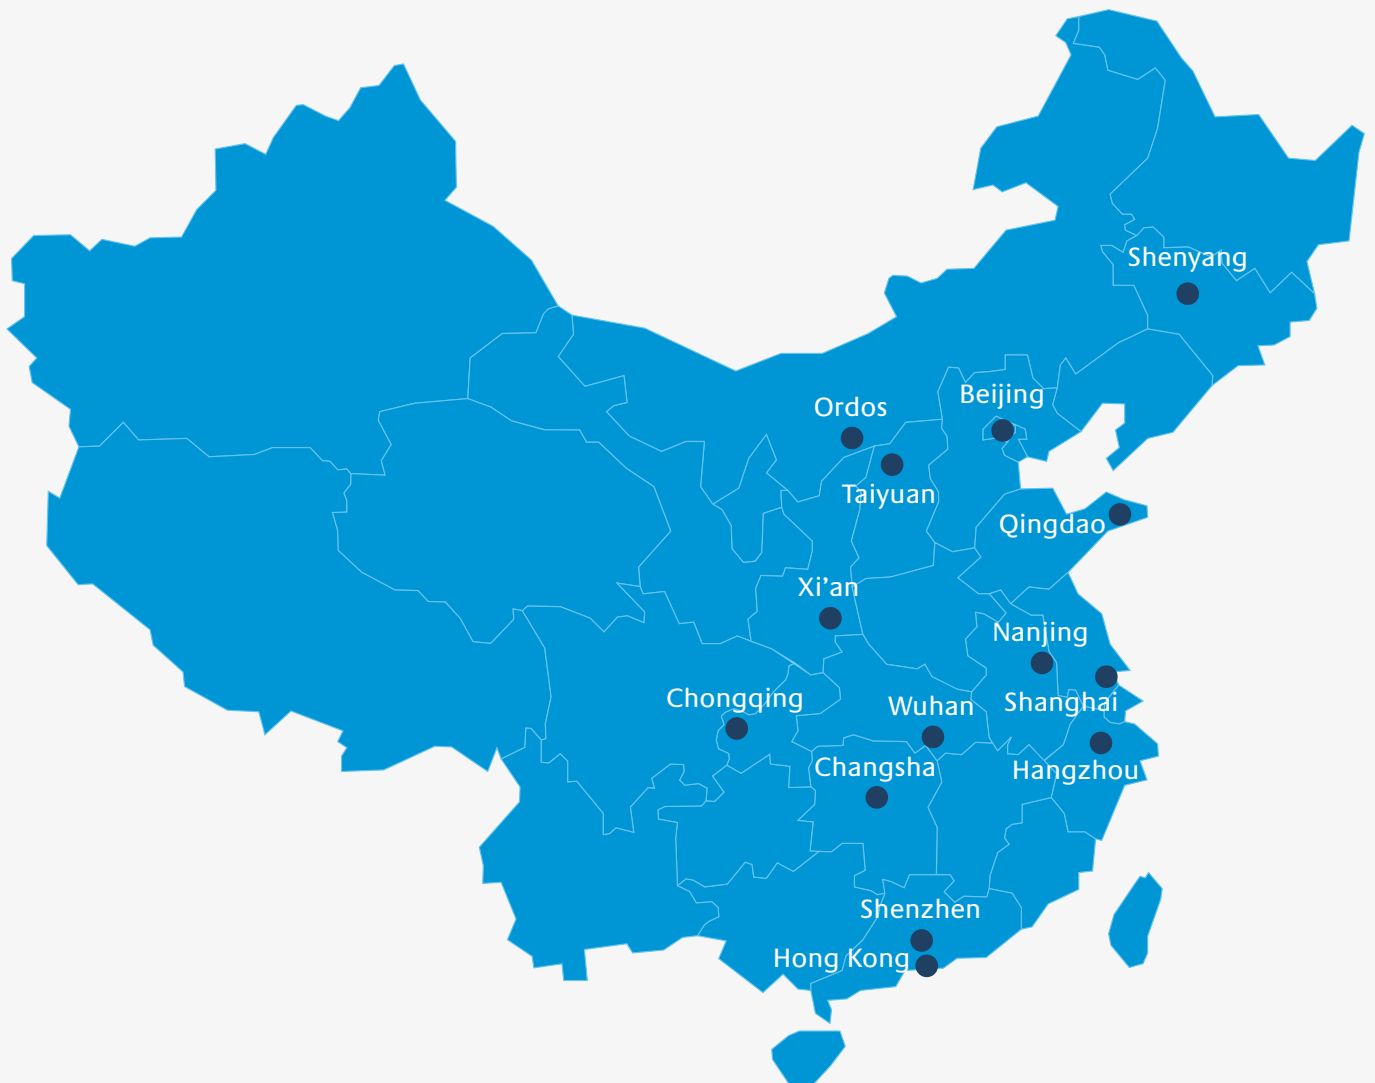 Shenyang
Beijing
Ordos
Taiyuan
Qingdao
Xi’an
Nanjing
Chongqing
Shanghai
Wuhan
Changsha
Hangzhou
Shenzhen
Hong Kong